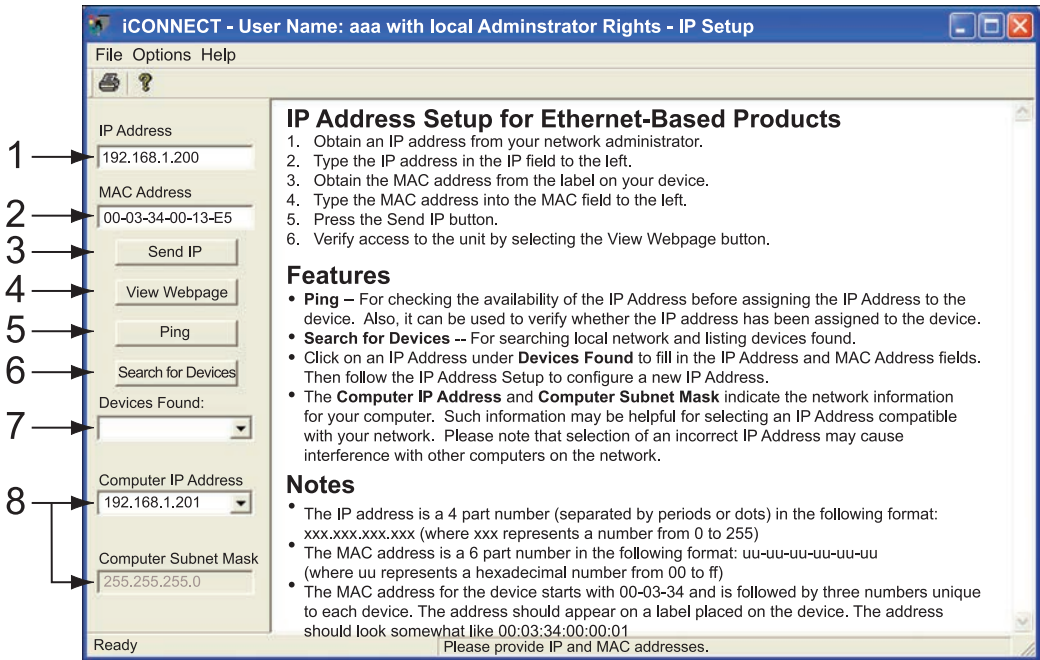 iCONNECT - User Name: aaa with local Adminstrator Rights - IP Setup
File Options Help
IP Address
1
192.168.1.200
MAC Address
2
00-03-34-00-13-E5
3
Send IP
4
View Webpage
5
Ping
6
Search for Devices
Devices Found:
7
Computer IP Address
8
192.168.1.201
Computer Subnet Mask
255.255.255.0
IP Address Setup for Ethernet-Based Products
1. Obtain an IP address from your network administrator.
2. Type the IP address in the IP field to the left.
3. Obtain the MAC address from the label on your device.
4. Type the MAC address into the MAC field to the left.
5. Press the Send IP button.
6. Verify access to the unit by selecting the View Webpage button.
Features
• Ping – For checking the availability of the IP Address before assigning the IP Address to the
device. Also, it can be used to verify whether the IP address has been assigned to the device.
• Search for Devices -- For searching local network and listing devices found.
• Click on an IP Address under Devices Found to fill in the IP Address and MAC Address fields.
Then follow the IP Address Setup to configure a new IP Address.
• The Computer IP Address and Computer Subnet Mask indicate the network information
for your computer. Such information may be helpful for selecting an IP Address compatible
with your network. Please note that selection of an incorrect IP Address may cause
interference with other computers on the network.
Notes
• The IP address is a 4 part number (separated by periods or dots) in the following format:
xxx.xxx.xxx.xxx (where xxx represents a number from 0 to 255)
• The MAC address is a 6 part number in the following format: uu-uu-uu-uu-uu-uu
(where uu represents a hexadecimal number from 00 to ff)
• The MAC address for the device starts with 00-03-34 and is followed by three numbers unique
to each device. The address should appear on a label placed on the device. The address
should look somewhat like 00:03:34:00:00:01
Ready
Please provide IP and MAC addresses.